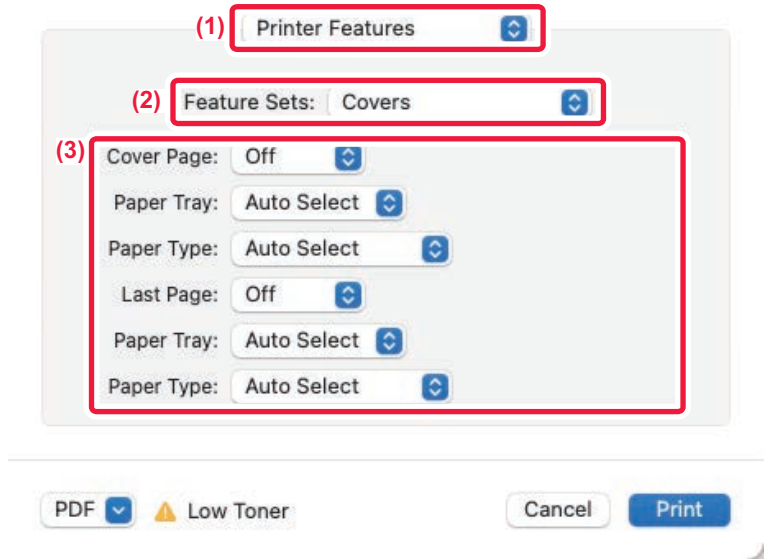 (1) Printer Features
(2) Feature Sets: Covers
(3) Cover Page: Off
Paper Tray: Auto Select
Paper Type: Auto Select
Last Page: Off
Paper Tray: Auto Select
Paper Type: Auto Select
PDF Low Toner Cancel Print